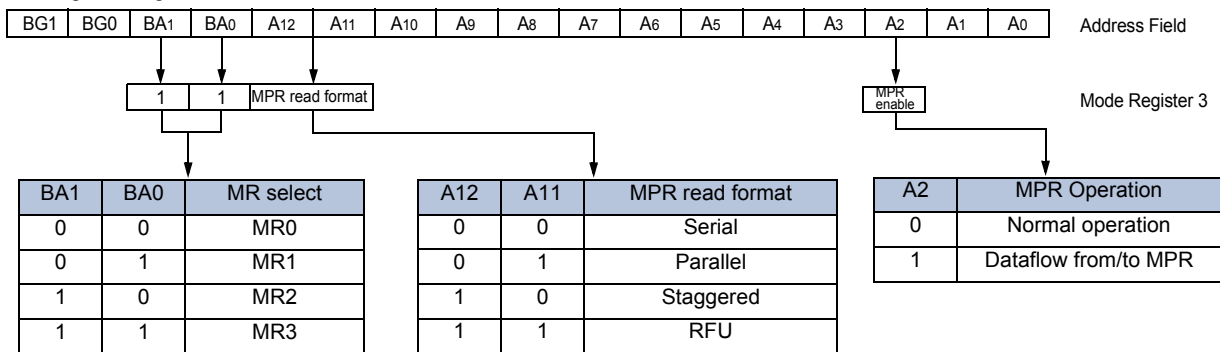 BG1 BG0 BA1 BA0 A12 A11 A10 A9 A8 A7 A6 A5 A4 A3 A2 A1 A0 Address Field
1 1 MPR read format MPR enable Mode Register 3
BA1 BA0 MR select
0 0 MR0
0 1 MR1
1 0 MR2
1 1 MR3
A12 A11 MPR read format
0 0 Serial
0 1 Parallel
1 0 Staggered
1 1 RFU
A2 MPR Operation
0 Normal operation
1 Dataflow from/to MPR